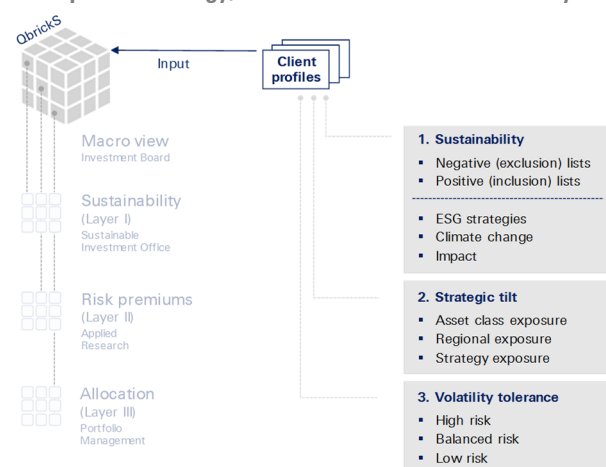 QbrickS
Input
Client
profiles
Macro view
Investment Board
Sustainability
(Layer I)
Sustainable
Investment Office
Risk premiums
(Layer II)
Applied
Research
Allocation
(Layer III)
Portfolio
Management
1. Sustainability
▪ Negative (exclusion) lists
▪ Positive (inclusion) lists
▪ ESG strategies
▪ Climate change
▪ Impact
2. Strategic tilt
▪ Asset class exposure
▪ Regional exposure
▪ Strategy exposure
3. Volatility tolerance
▪ High risk
▪ Balanced risk
▪ Low risk